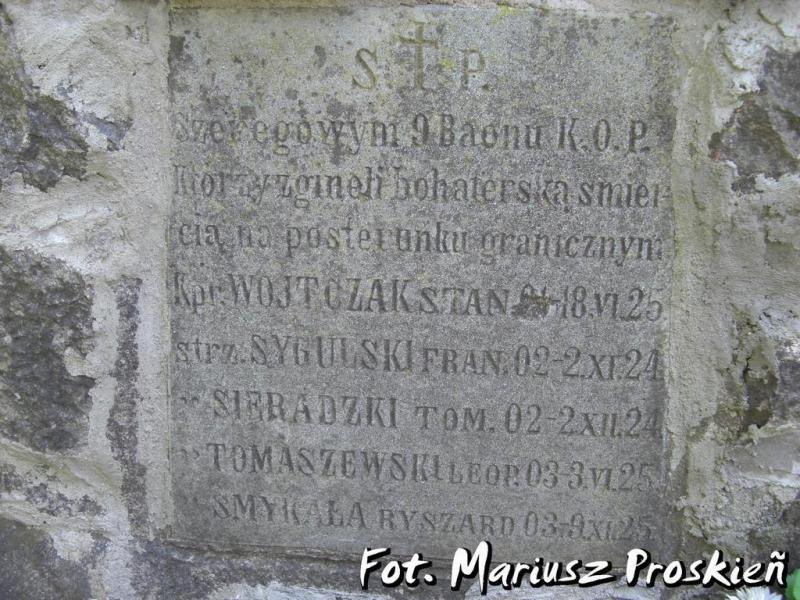 S. † P.
Szeregowym 9 Baonu K.O.P.
Którzy zgineli bohaterską śmier-
cią na posterunku granicznym
Kpr. WOJTCZAK STAN. 01-18.VI.25
strz. SYGULSKI FRAN. 02-2.XI.24
" SIERADZKI TOM. 02-2.XII.24
" TOMASZEWSKI LEOP. 03-3.VI.25
" SMYKAŁA RYSZARD 03-9.XI.25
Fot. Mariusz Proskień